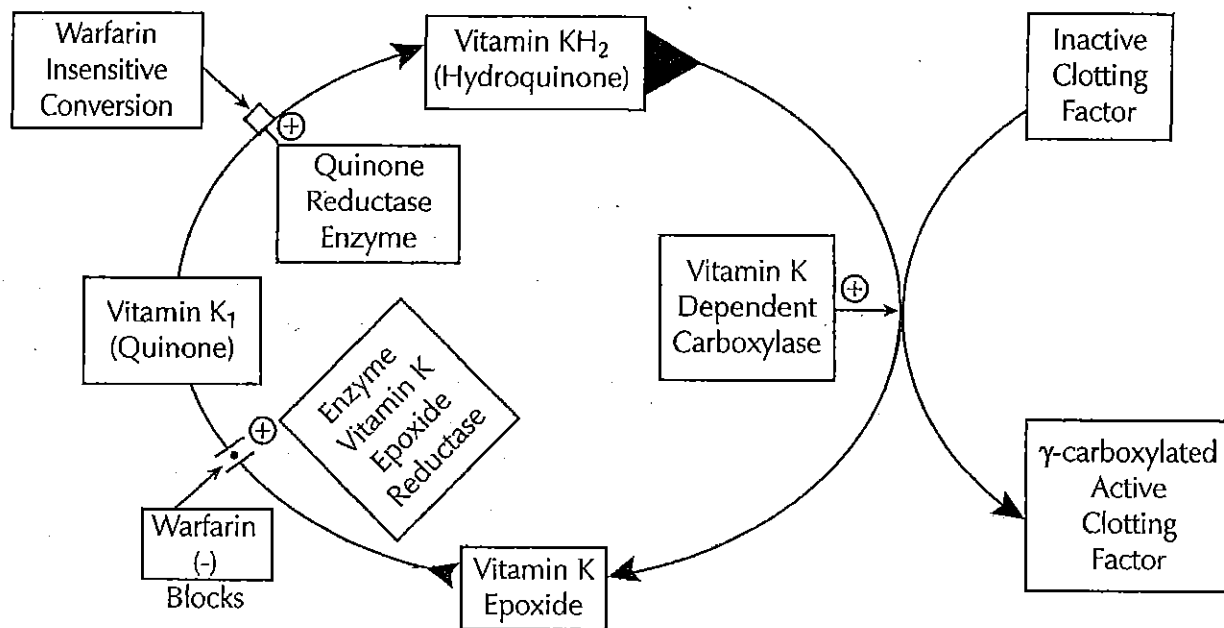 Warfarin
Insensitive
Conversion
Vitamin KH₂
(Hydroquinone)
Inactive
Clotting
Factor
⊕
Quinone
Reductase
Enzyme
Vitamin K₁
(Quinone)
Vitamin K
Dependent
Carboxylase
⊕
⊕
Enzyme
Vitamin K
Epoxide
Reductase
γ-carboxylated
Active
Clotting
Factor
Warfarin
(-)
Blocks
Vitamin K
Epoxide